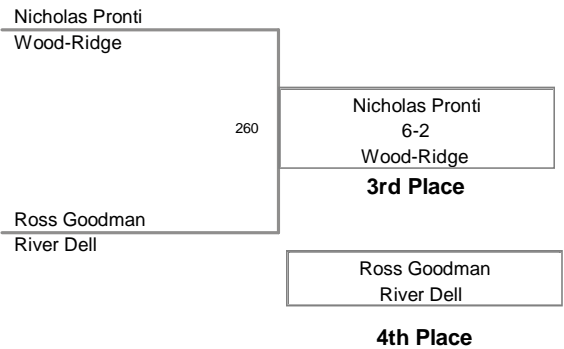 Nicholas Pronti
Wood-Ridge
260
Nicholas Pronti
6-2
Wood-Ridge
3rd Place
Ross Goodman
River Dell
Ross Goodman
River Dell
4th Place